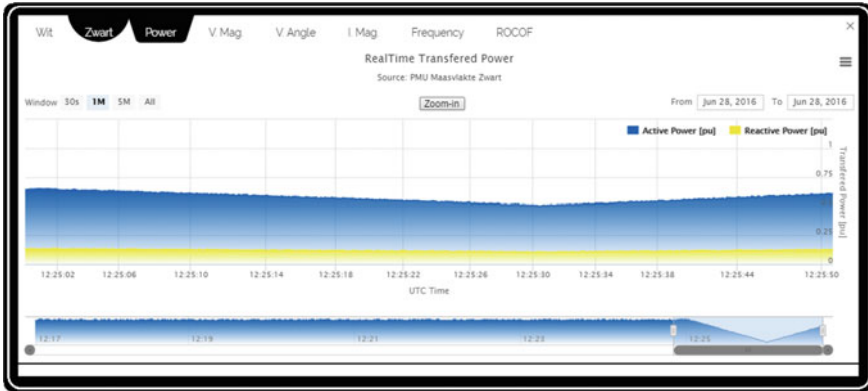 Wit Zwart Power V. Mag. V. Angle I. Mag. Frequency ROCOF
RealTime Transfered Power
Source: PMU Maasvlakte Zwart
Window 30s 1M 5M All Zoom-in From Jun 28, 2016 To Jun 28, 2016
Active Power [pu] Reactive Power [pu]
1
0.75
0.25
0
Transfered Power [pu]
12:25:02 12:25:06 12:25:10 12:25:14 12:25:18 12:25:22 12:25:26 12:25:30 12:25:34 12:25:38 12:25:44 12:25:50
UTC Time
12:17 12:19 12:21 12:23 12:25